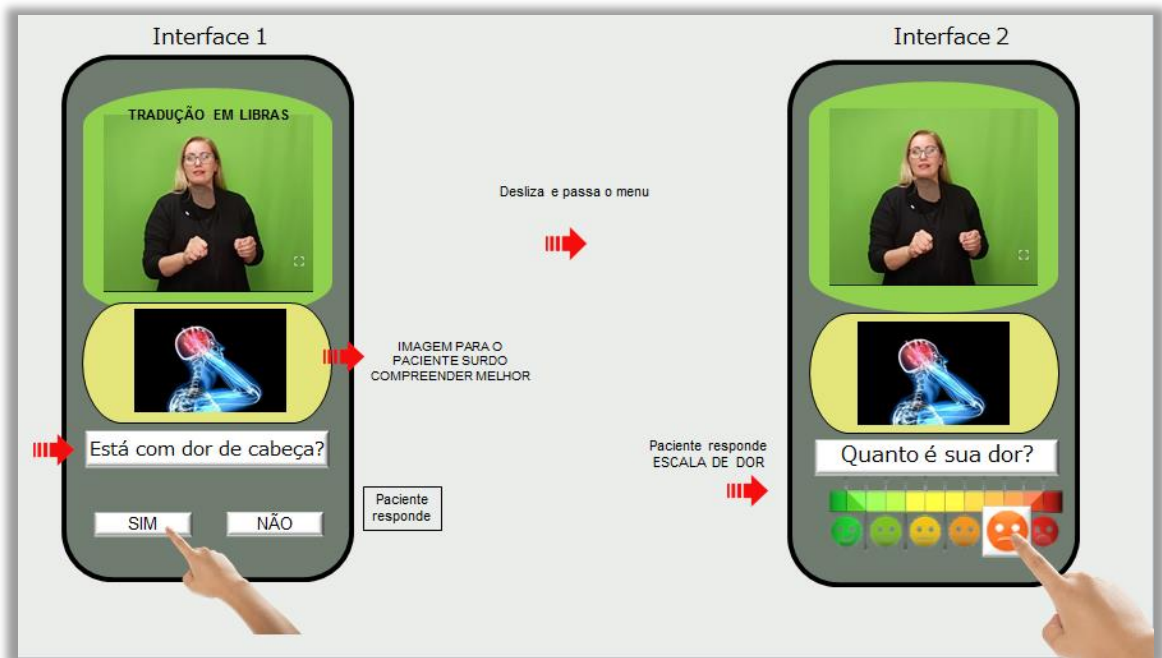 Interface 1
TRADUÇÃO EM LIBRAS
IMAGEM PARA O
PACIENTE SURDO
COMPREENDER MELHOR
Está com dor de cabeça?
SIM
NÃO
Paciente
responde
Desliza e passa o menu
Interface 2
Paciente responde
ESCALA DE DOR
Quanto é sua dor?